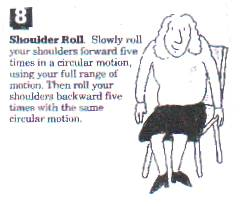 8
Shoulder Roll. Slowly roll
your shoulders forward five
times in a circular motion,
using your full range of
motion. Then roll your
shoulders backward five
times with the same
circular motion.